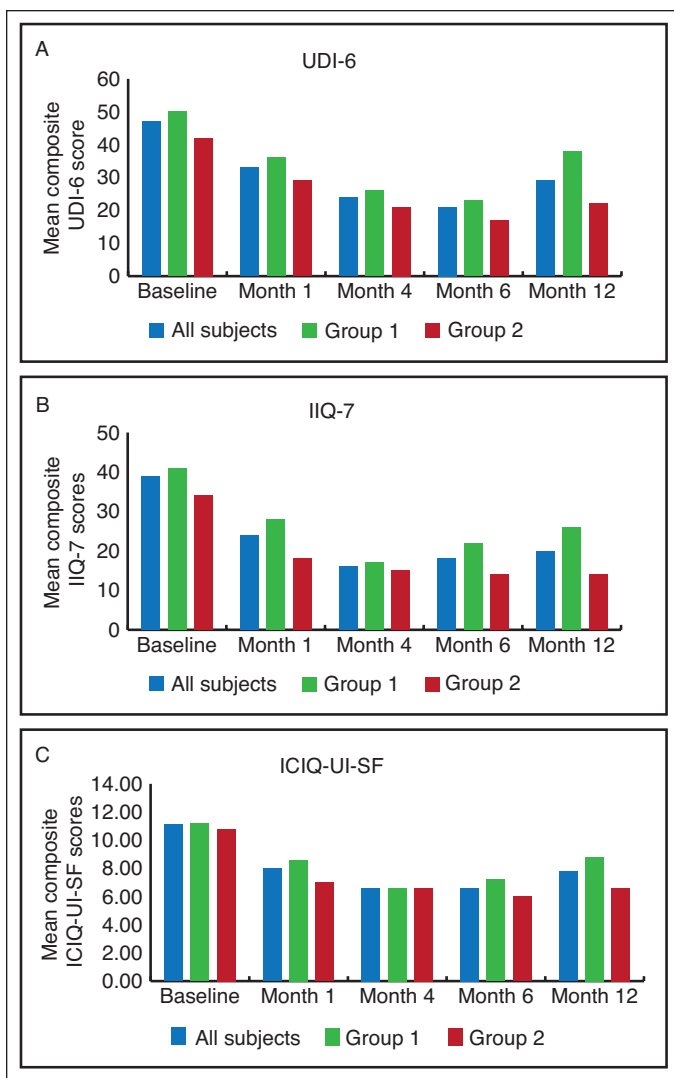 A
UDI-6
Mean composite
UDI-6 score
60
50
40
30
20
10
0
Baseline Month 1 Month 4 Month 6 Month 12
All subjects Group 1 Group 2
B
IIQ-7
Mean composite
IIQ-7 scores
50
40
30
20
10
0
Baseline Month 1 Month 4 Month 6 Month 12
All subjects Group 1 Group 2
C
ICIQ-UI-SF
Mean composite
ICIQ-UI-SF scores
14.00
12.00
10.00
8.00
6.00
4.00
2.00
0.00
Baseline Month 1 Month 4 Month 6 Month 12
All subjects Group 1 Group 2